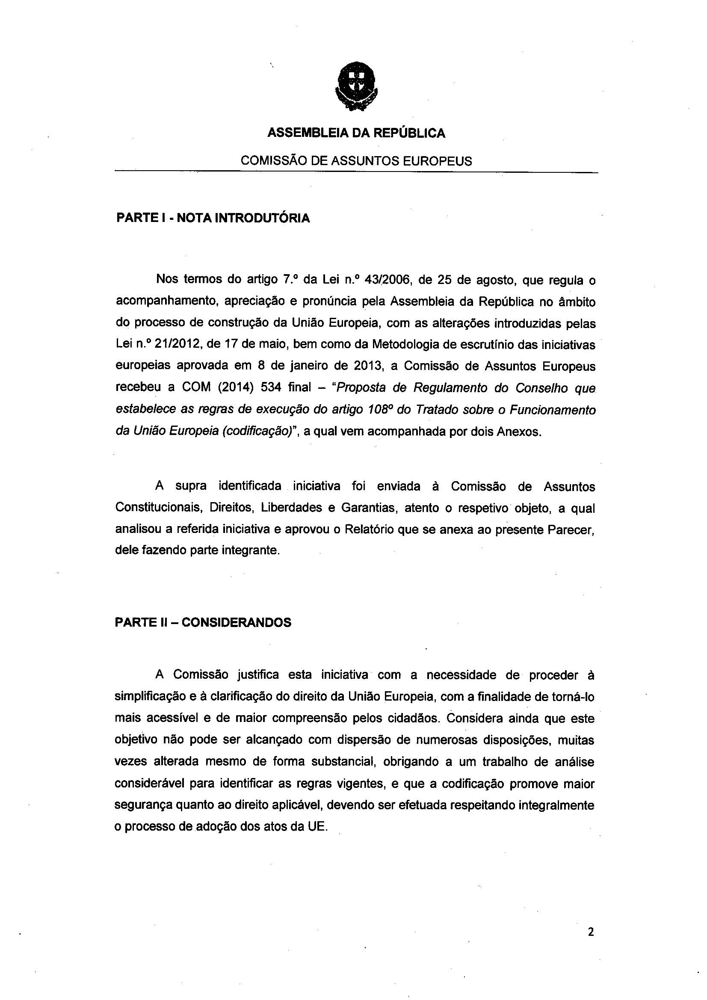 ASSEMBLEIA DA REPÚBLICA
COMISSÃO DE ASSUNTOS EUROPEUS
PARTE I - NOTA INTRODUTÓRIA
Nos termos do artigo 7.º da Lei n.º 43/2006, de 25 de agosto, que regula o
acompanhamento, apreciação e pronúncia pela Assembleia da República no âmbito
do processo de construção da União Europeia, com as alterações introduzidas pelas
Lei n.º 21/2012, de 17 de maio, bem como da Metodologia de escrutínio das iniciativas
europeias aprovada em 8 de janeiro de 2013, a Comissão de Assuntos Europeus
recebeu a COM (2014) 534 final – “Proposta de Regulamento do Conselho que
estabelece as regras de execução do artigo 108º do Tratado sobre o Funcionamento
da União Europeia (codificação)”, a qual vem acompanhada por dois Anexos.
A supra identificada iniciativa foi enviada à Comissão de Assuntos
Constitucionais, Direitos, Liberdades e Garantias, atento o respetivo objeto, a qual
analisou a referida iniciativa e aprovou o Relatório que se anexa ao presente Parecer,
dele fazendo parte integrante.
PARTE II – CONSIDERANDOS
A Comissão justifica esta iniciativa com a necessidade de proceder à
simplificação e à clarificação do direito da União Europeia, com a finalidade de torná-lo
mais acessível e de maior compreensão pelos cidadãos. Considera ainda que este
objetivo não pode ser alcançado com dispersão de numerosas disposições, muitas
vezes alterada mesmo de forma substancial, obrigando a um trabalho de análise
considerável para identificar as regras vigentes, e que a codificação promove maior
segurança quanto ao direito aplicável, devendo ser efetuada respeitando integralmente
o processo de adoção dos atos da UE.
2